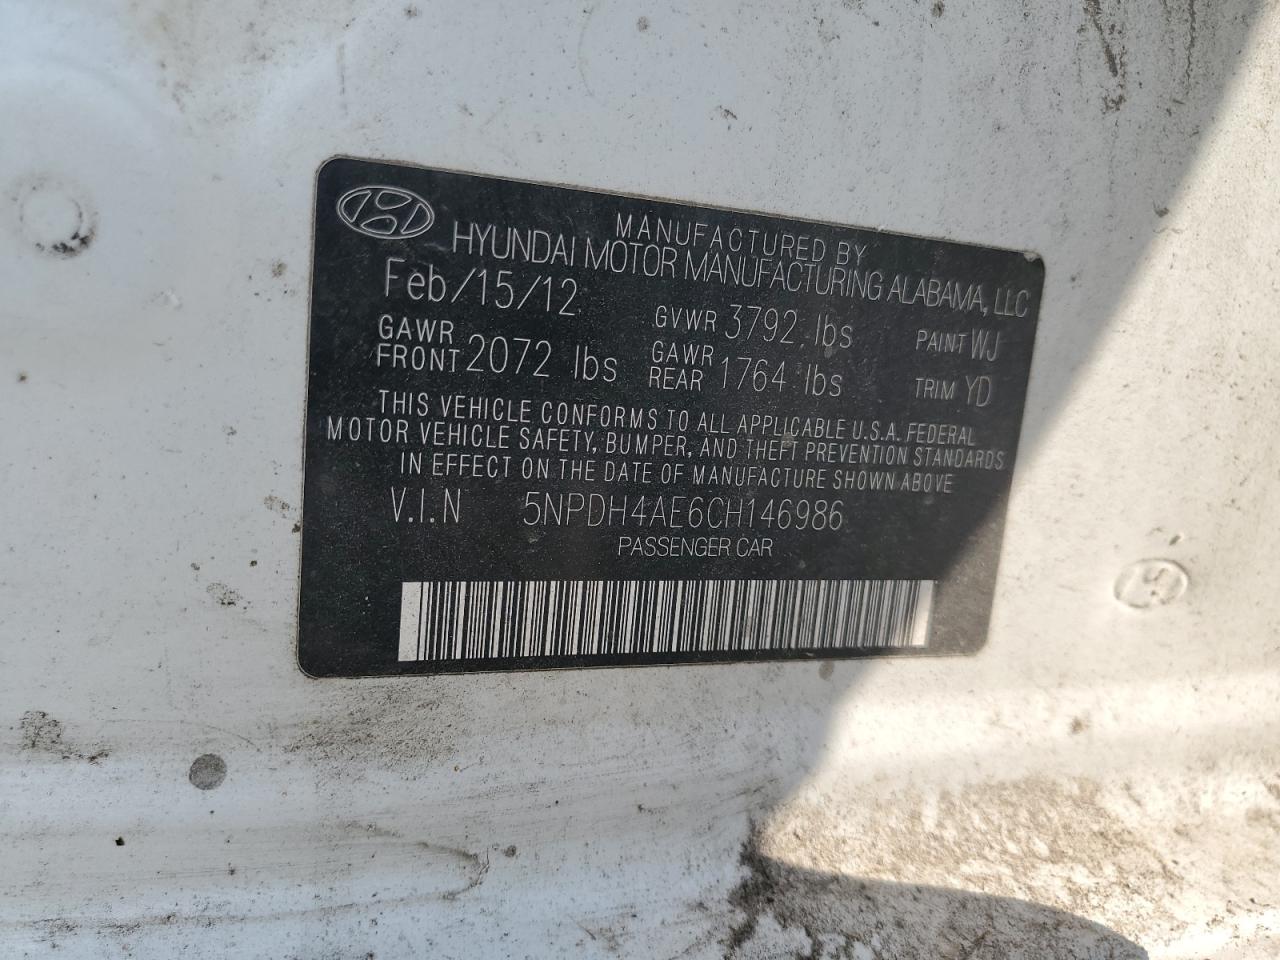 MANUFACTURED BY
HYUNDAI MOTOR MANUFACTURING ALABAMA, LLC
Feb/15/12 GVWR 3792 lbs PAINT WJ
GAWR FRONT 2072 lbs GAWR REAR 1764 lbs TRIM YD
THIS VEHICLE CONFORMS TO ALL APPLICABLE U.S.A. FEDERAL
MOTOR VEHICLE SAFETY, BUMPER, AND THEFT PREVENTION STANDARDS
IN EFFECT ON THE DATE OF MANUFACTURE SHOWN ABOVE
V.I.N 5NPDH4AE6CH146986
PASSENGER CAR